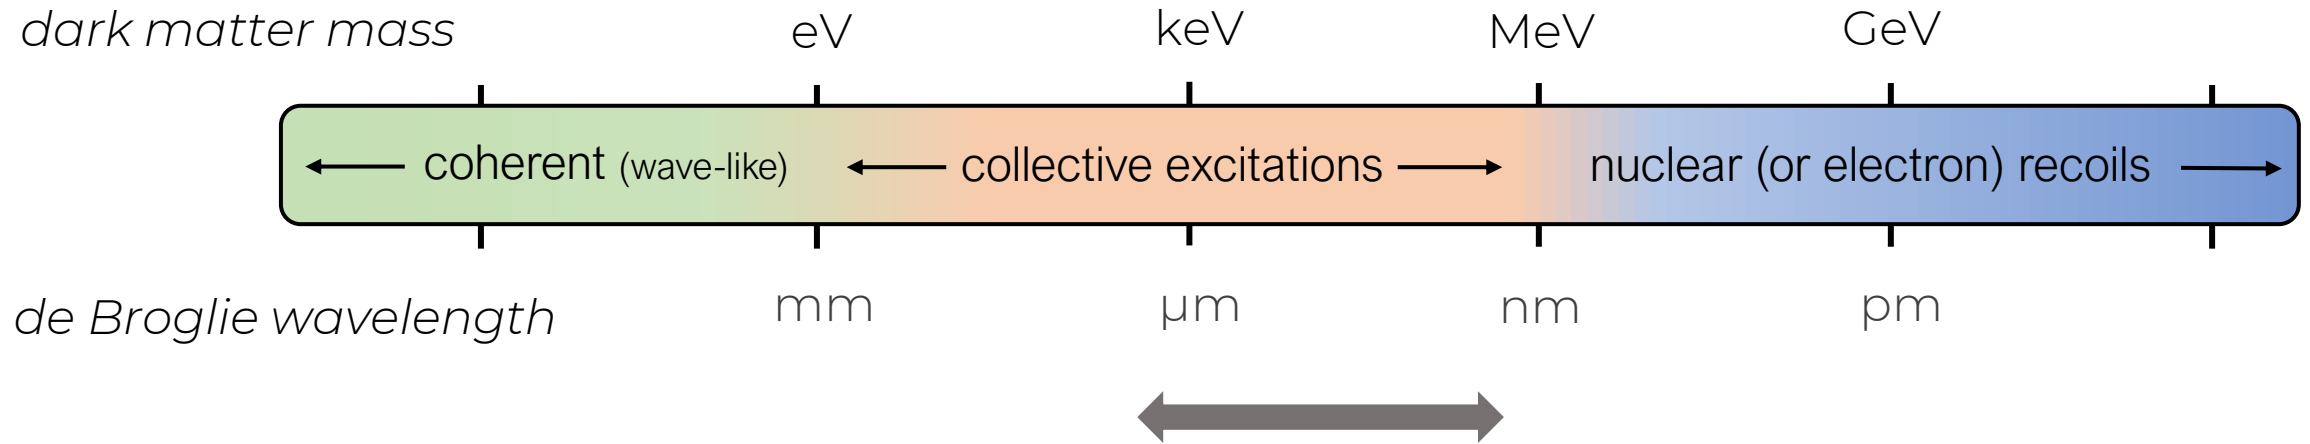 dark matter mass eV keV MeV GeV
coherent (wave-like) collective excitations nuclear (or electron) recoils
de Broglie wavelength mm µm nm pm